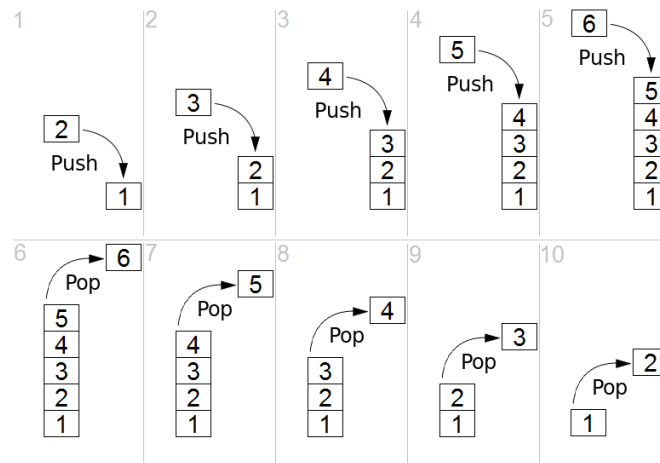 1 2 3 4 5
2 Push 1
3 Push 2 1
4 Push 3 2 1
5 Push 4 3 2 1
6 Push 5 4 3 2 1
6 7 8 9 10
6 Pop 5 4 3 2 1
5 Pop 4 3 2 1
4 Pop 3 2 1
3 Pop 2 1
2 Pop 1